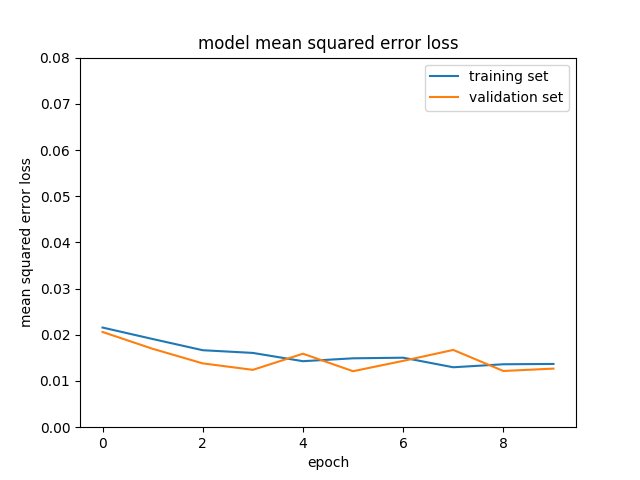 model mean squared error loss
training set
validation set
0.08
0.07
0.06
0.05
0.04
0.03
0.02
0.01
0.00
mean squared error loss
0 2 4 6 8
epoch